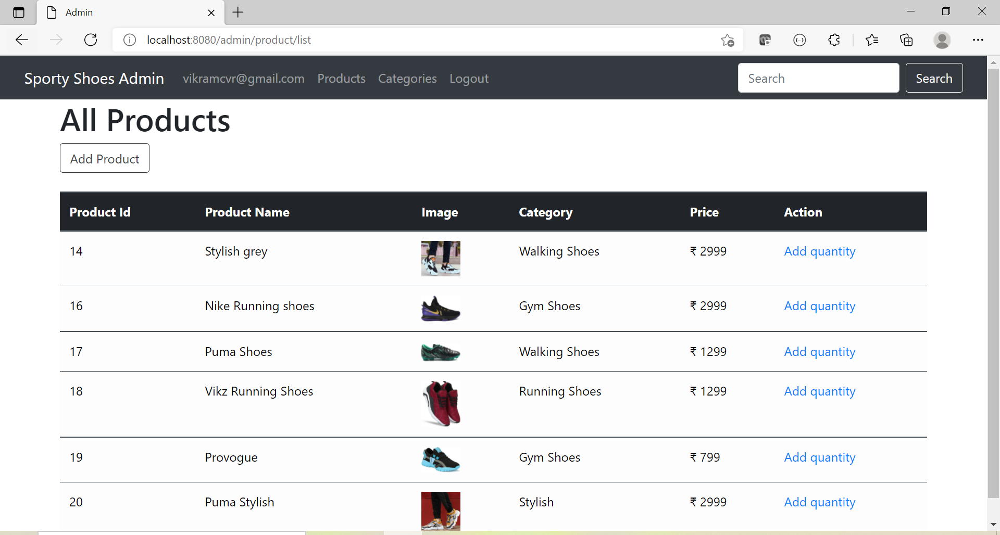 Admin
localhost:8080/admin/product/list
Sporty Shoes Admin vikramcvr@gmail.com Products Categories Logout Search Search
All Products
Add Product
Product Id Product Name Image Category Price Action
14 Stylish grey Walking Shoes ₹ 2999 Add quantity
16 Nike Running shoes Gym Shoes ₹ 2999 Add quantity
17 Puma Shoes Walking Shoes ₹ 1299 Add quantity
18 Vikz Running Shoes Running Shoes ₹ 1299 Add quantity
19 Provogue Gym Shoes ₹ 799 Add quantity
20 Puma Stylish Stylish ₹ 2999 Add quantity